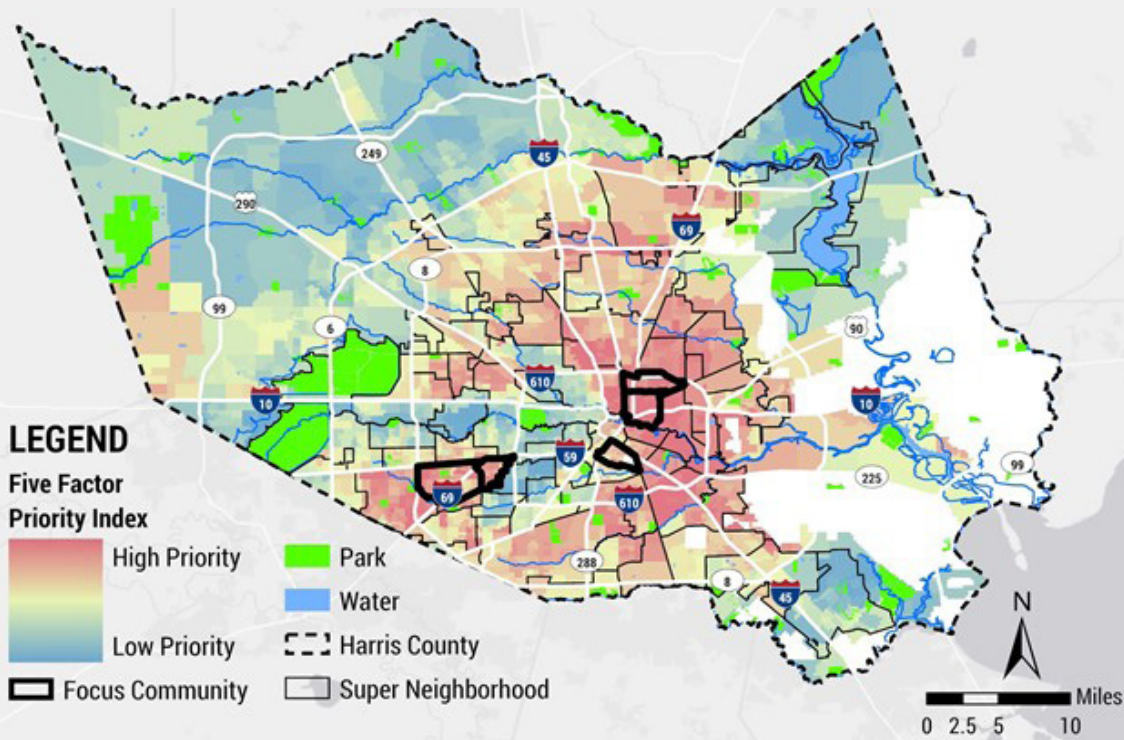 45
249
290
69
8
99
6
90
610
10
10
59
99
225
69
610
288
8
45
LEGEND
Five Factor
Priority Index
High Priority
Low Priority
Focus Community
Park
Water
Harris County
Super Neighborhood
N
Miles
0 2.5 5 10